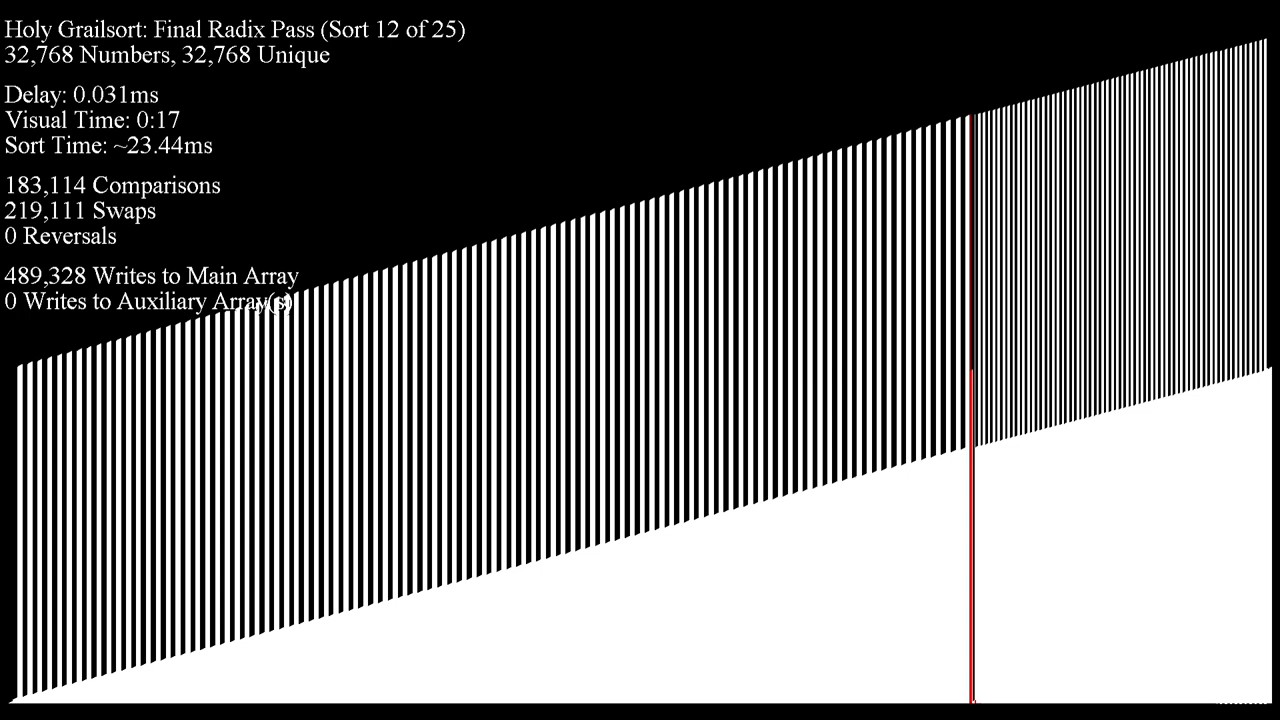 Holy Grailsort: Final Radix Pass (Sort 12 of 25)
32,768 Numbers, 32,768 Unique
Delay: 0.031ms
Visual Time: 0:17
Sort Time: ~23.44ms
183,114 Comparisons
219,111 Swaps
0 Reversals
489,328 Writes to Main Array
0 Writes to Auxiliary Array(s)